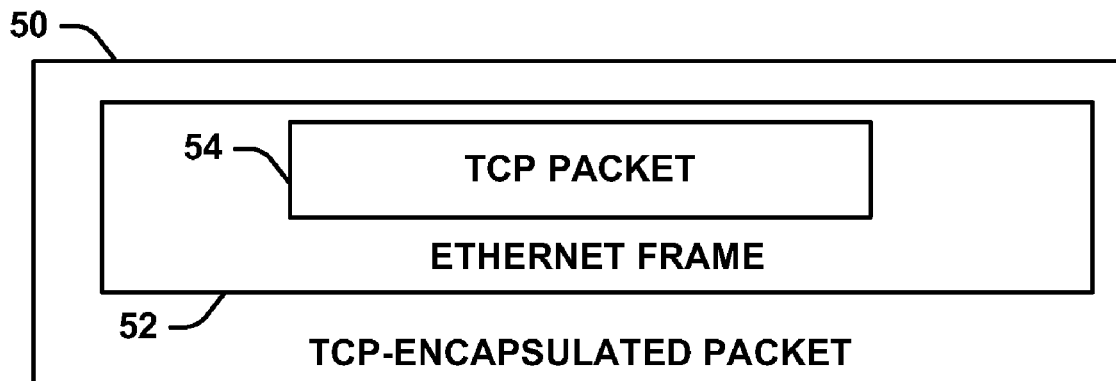 50
54
TCP PACKET
ETHERNET FRAME
52
TCP-ENCAPSULATED PACKET